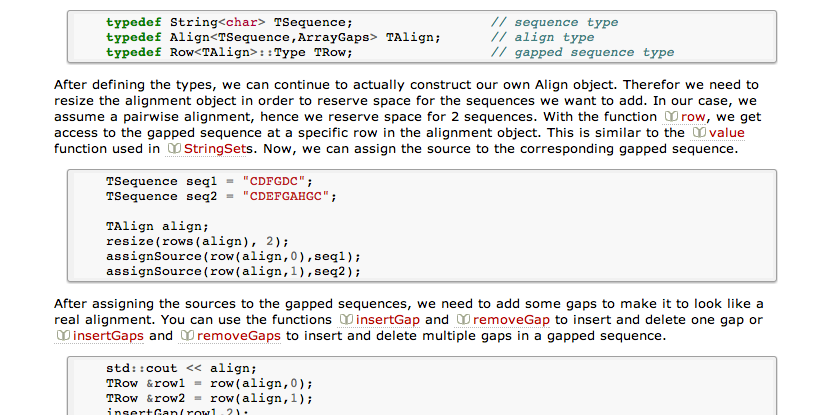 typedef String<char> TSequence; // sequence type
typedef Align<TSequence,ArrayGaps> TAlign; // align type
typedef Row<TAlign>::Type TRow; // gapped sequence type
After defining the types, we can continue to actually construct our own Align object. Therefor we need to
resize the alignment object in order to reserve space for the sequences we want to add. In our case, we
assume a pairwise alignment, hence we reserve space for 2 sequences. With the function row, we get
access to the gapped sequence at a specific row in the alignment object. This is similar to the value
function used in StringSets. Now, we can assign the source to the corresponding gapped sequence.
TSequence seq1 = "CDFGDC";
TSequence seq2 = "CDEFGAHGC";
TAlign align;
resize(rows(align), 2);
assignSource(row(align,0),seq1);
assignSource(row(align,1),seq2);
After assigning the sources to the gapped sequences, we need to add some gaps to make it to look like a
real alignment. You can use the functions insertGap and removeGap to insert and delete one gap or
insertGaps and removeGaps to insert and delete multiple gaps in a gapped sequence.
std::cout << align;
TRow &row1 = row(align,0);
TRow &row2 = row(align,1);
insertGap(row1,2);